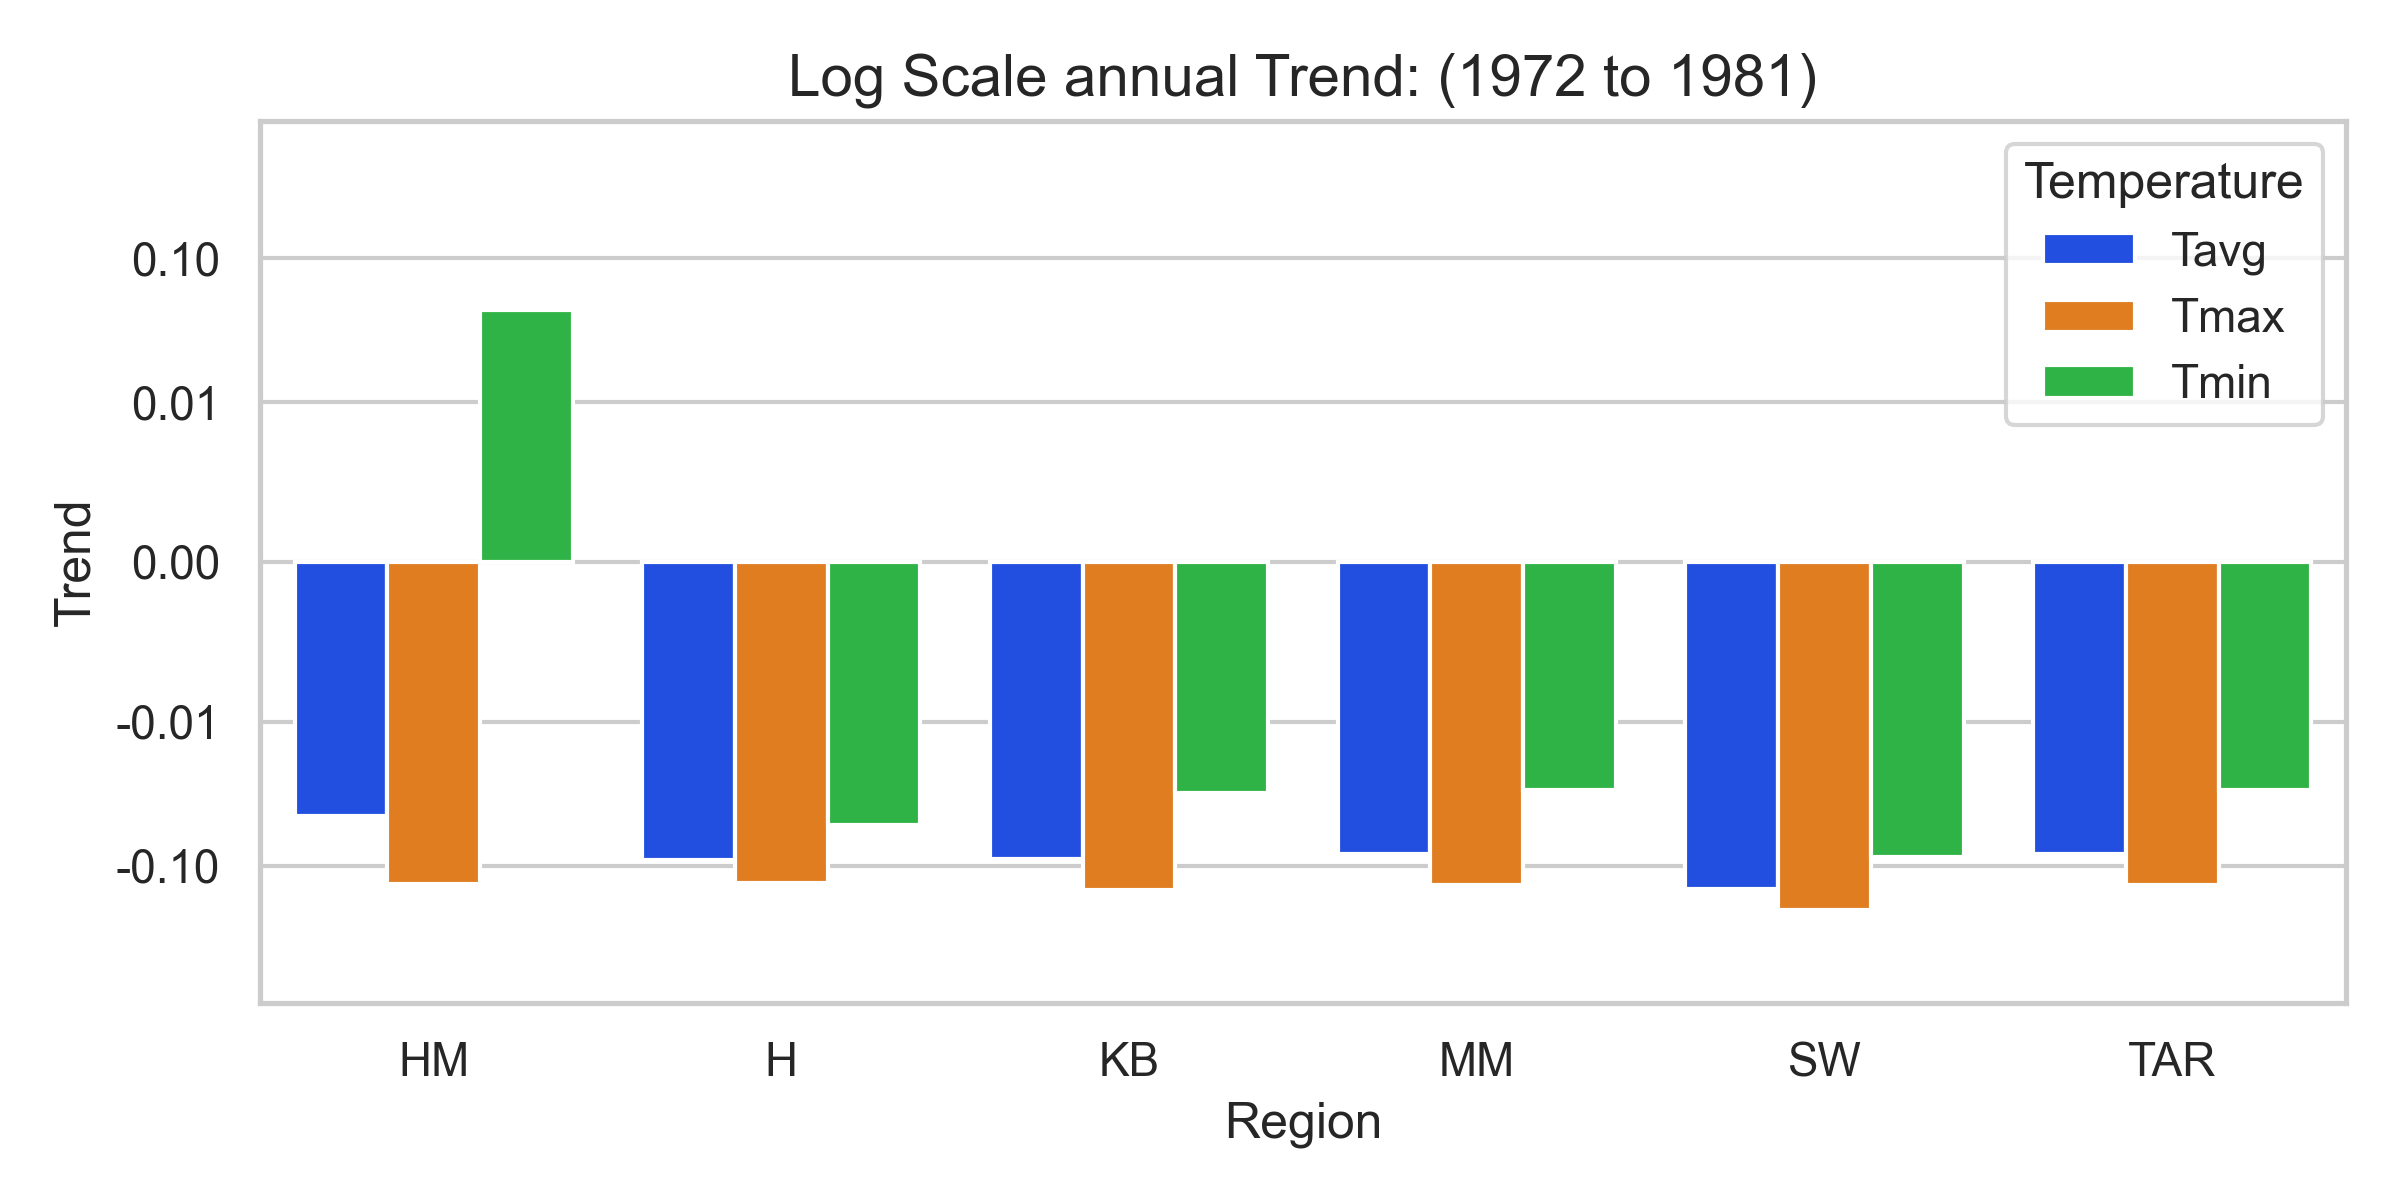 Log Scale annual Trend: (1972 to 1981)
Temperature
Tavg
Tmax
Tmin
0.10
0.01
0.00
-0.01
-0.10
Trend
HM H KB MM SW TAR
Region